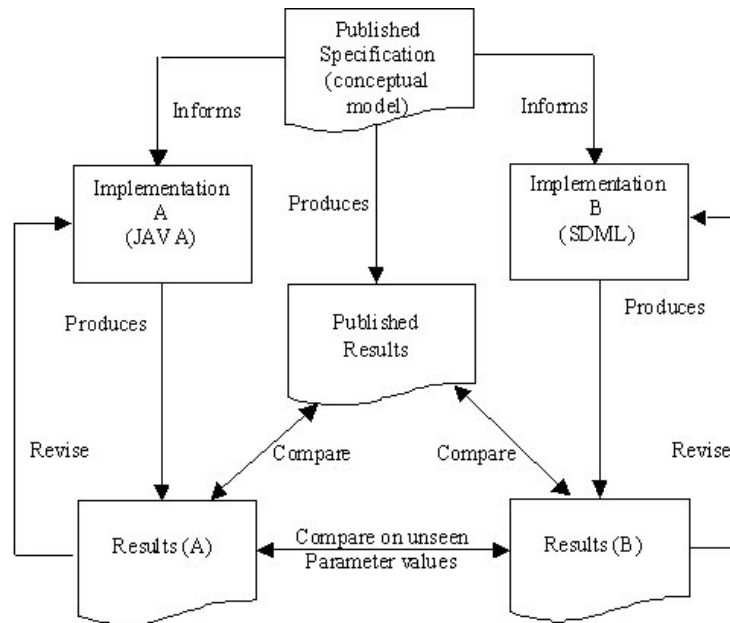 Published
Specification
(conceptual
model)
Informs
Informs
Implementation
A
(JAVA)
Implementation
B
(SDML)
Produces
Produces
Produces
Published
Results
Revise
Compare
Compare
Revise
Results (A)
Compare on unseen
Parameter values
Results (B)